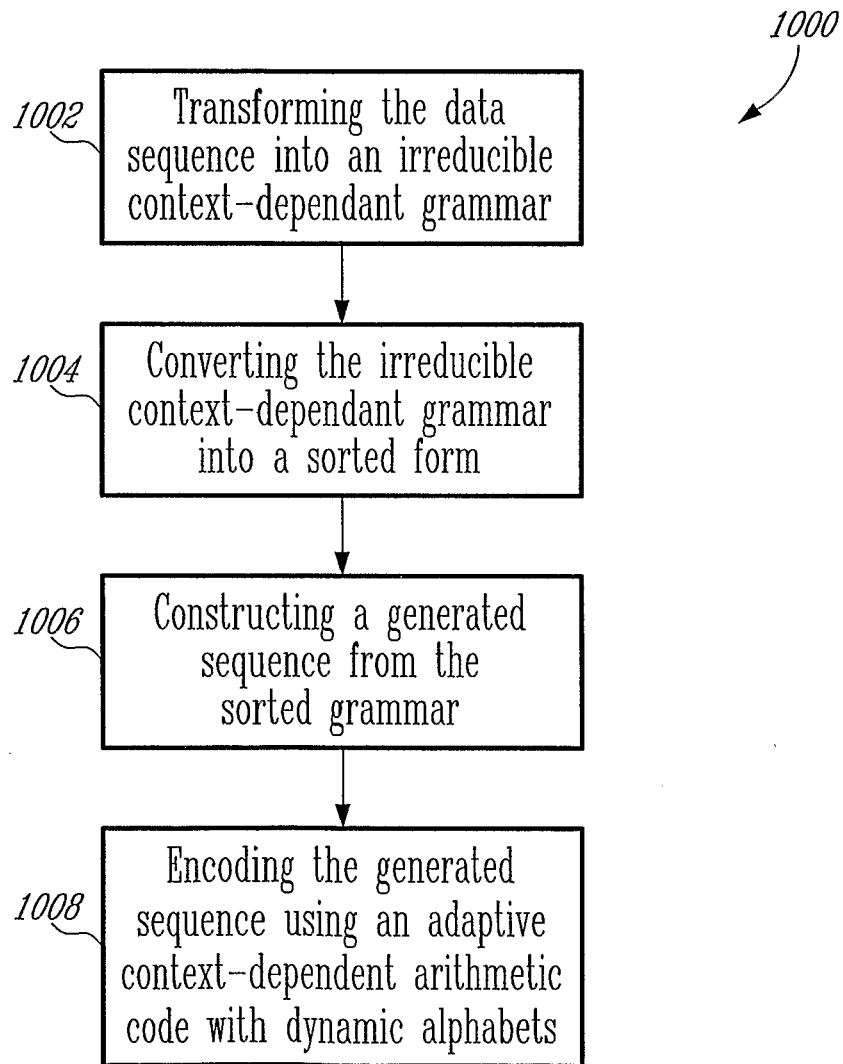 1000
1002
Transforming the data
sequence into an irreducible
context-dependant grammar
1004
Converting the irreducible
context-dependant grammar
into a sorted form
1006
Constructing a generated
sequence from the
sorted grammar
1008
Encoding the generated
sequence using an adaptive
context-dependent arithmetic
code with dynamic alphabets